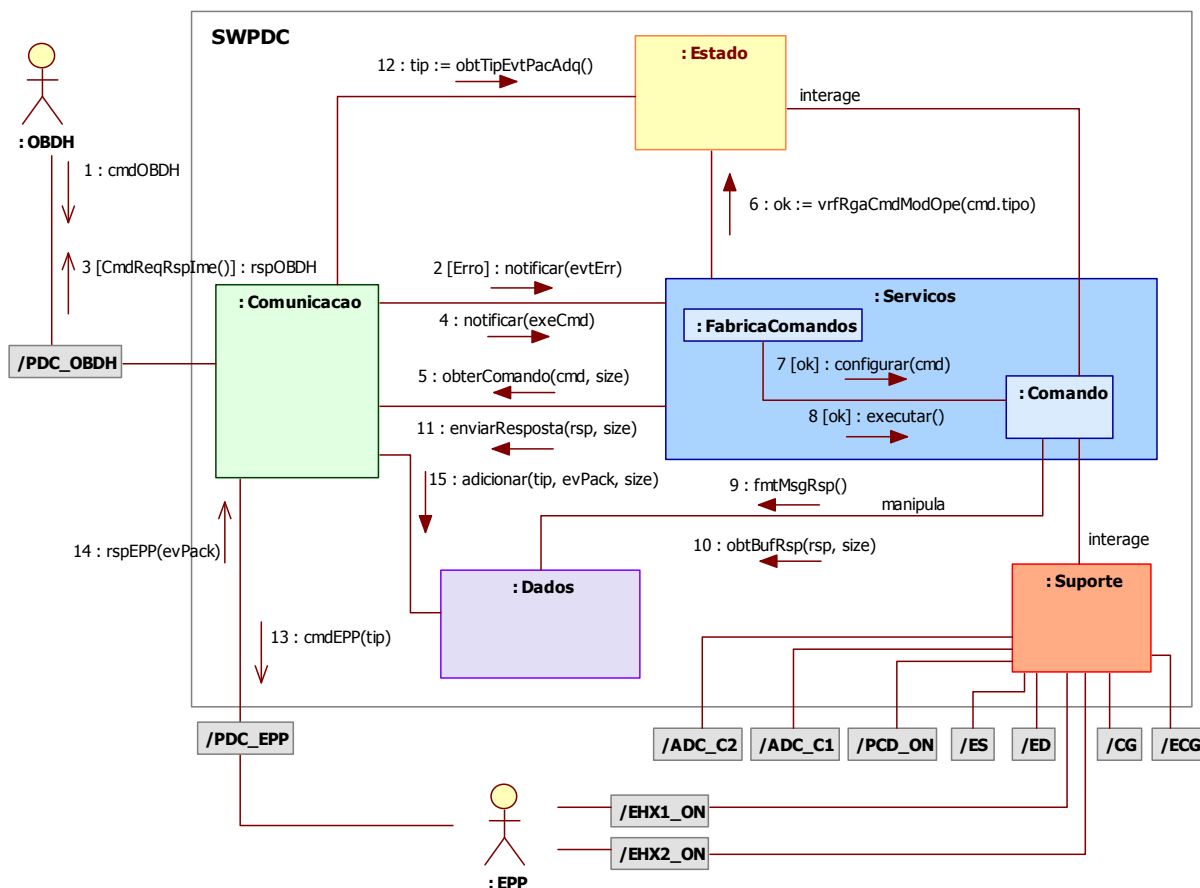 SWPDC
: Estado
12 : tip := obtTipEvtPacAdq()
interage
: OBDH
1 : cmdOBDH
6 : ok := vrfRgaCmdModOpe(cmd.tipo)
3 [CmdReqRspIme()] : rspOBDH
: Comunicacao
2 [Erro] : notificar(evtErr)
: Servicos
: FabricaComandos
4 : notificar(exeCmd)
/PDC_OBDH
7 [ok] : configurar(cmd)
5 : obterComando(cmd, size)
: Comando
8 [ok] : executar()
11 : enviarResposta(rsp, size)
15 : adicionar(tip, evPack, size)
9 : fmtMsgRsp()
manipula
14 : rspEPP(evPack)
10 : obtBufRsp(rsp, size)
interage
: Dados
: Suporte
13 : cmdEPP(tip)
/PDC_EPP
/ADC_C2
/ADC_C1
/PCD_ON
/ES
/ED
/CG
/ECG
/EHX1_ON
/EHX2_ON
: EPP